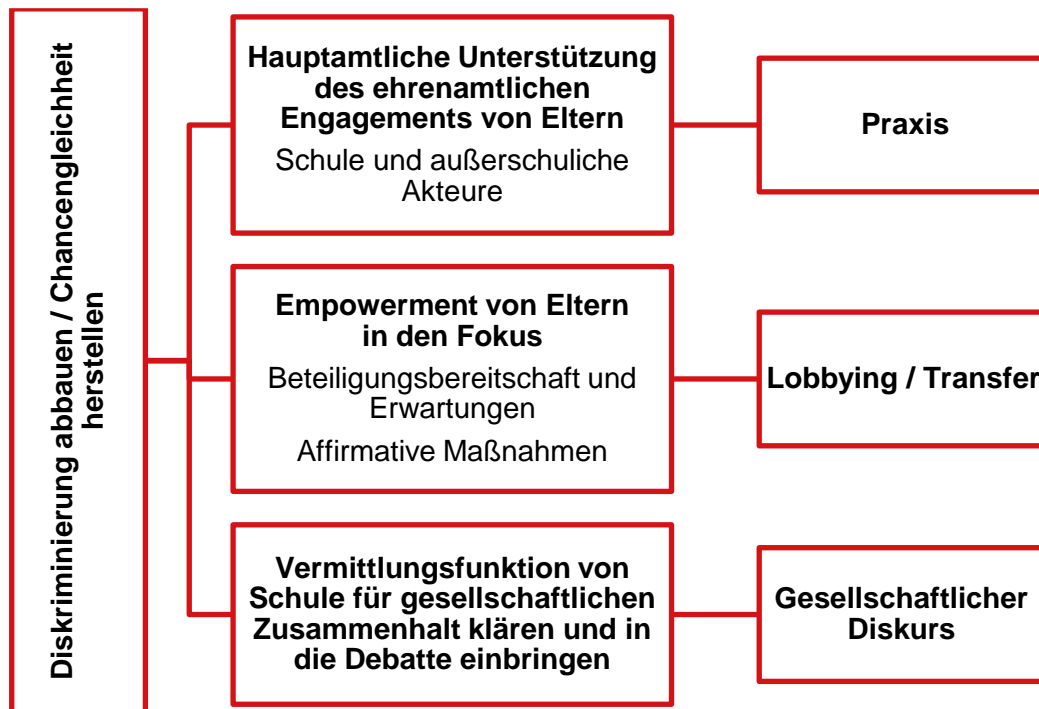 Diskriminierung abbauen / Chancengleichheit
herstellen
Hauptamtliche Unterstützung
des ehrenamtlichen
Engagements von Eltern
Schule und außerschuliche
Akteure
Praxis
Empowerment von Eltern
in den Fokus
Beteiligungsbereitschaft und
Erwartungen
Affirmative Maßnahmen
Lobbying / Transfer
Vermittlungsfunktion von
Schule für gesellschaftlichen
Zusammenhalt klären und in
die Debatte einbringen
Gesellschaftlicher
Diskurs